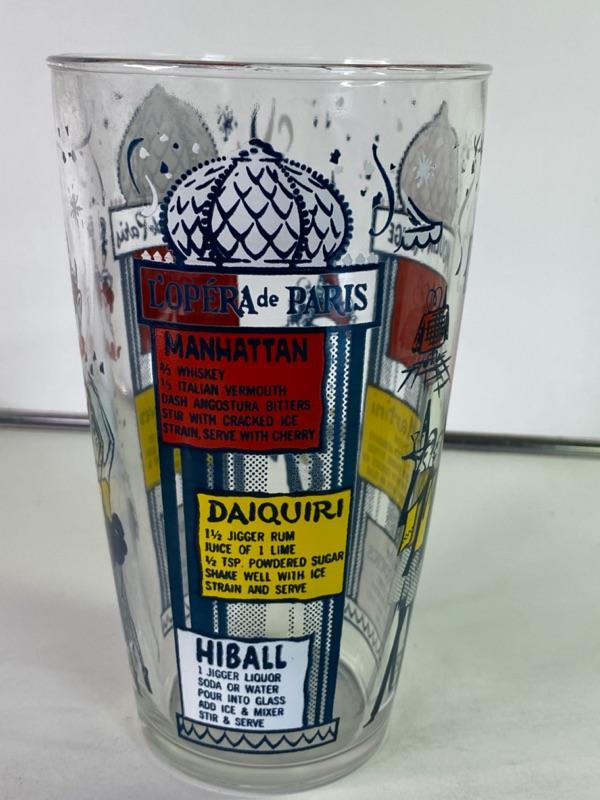 L'OPÉRA de PARIS
MANHATTAN
⅔ WHISKEY
⅓ ITALIAN VERMOUTH
DASH ANGOSTURA BITTERS
STIR WITH CRACKED ICE
STRAIN, SERVE WITH CHERRY
DAIQUIRI
1½ JIGGER RUM
JUICE OF 1 LIME
½ TSP. POWDERED SUGAR
SHAKE WELL WITH ICE
STRAIN AND SERVE
HIBALL
1 JIGGER LIQUOR
SODA OR WATER
POUR INTO GLASS
ADD ICE & MIXER
STIR & SERVE
de Paris
Martini